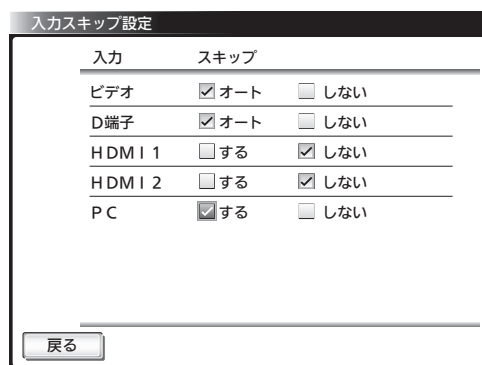 入力スキップ設定
入力 スキップ
ビデオ オート しない
D端子 オート しない
HDMI1 する しない
HDMI2 する しない
PC する しない
戻る